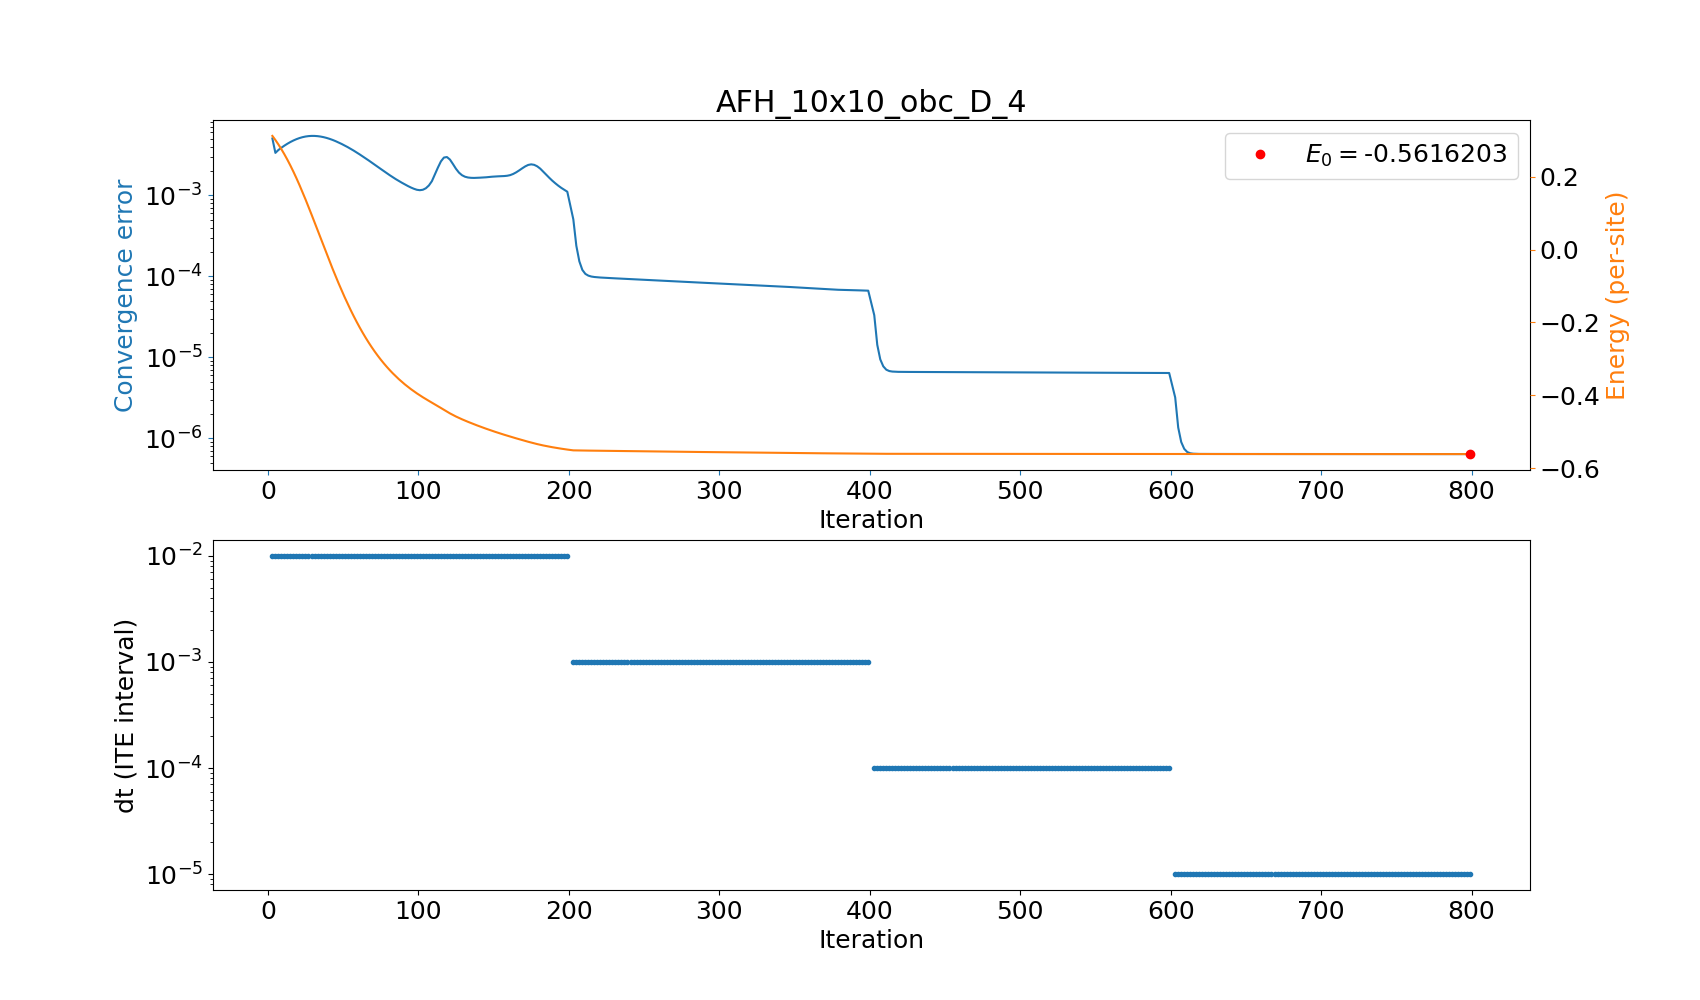 AFH_10x10_obc_D_4
Convergence error
10⁻³
10⁻⁴
10⁻⁵
10⁻⁶
E₀ = -0.5616203
0.2
0.0
−0.2
−0.4
−0.6
Energy (per-site)
0 100 200 300 400 500 600 700 800
Iteration
dt (ITE interval)
10⁻²
10⁻³
10⁻⁴
10⁻⁵
0 100 200 300 400 500 600 700 800
Iteration